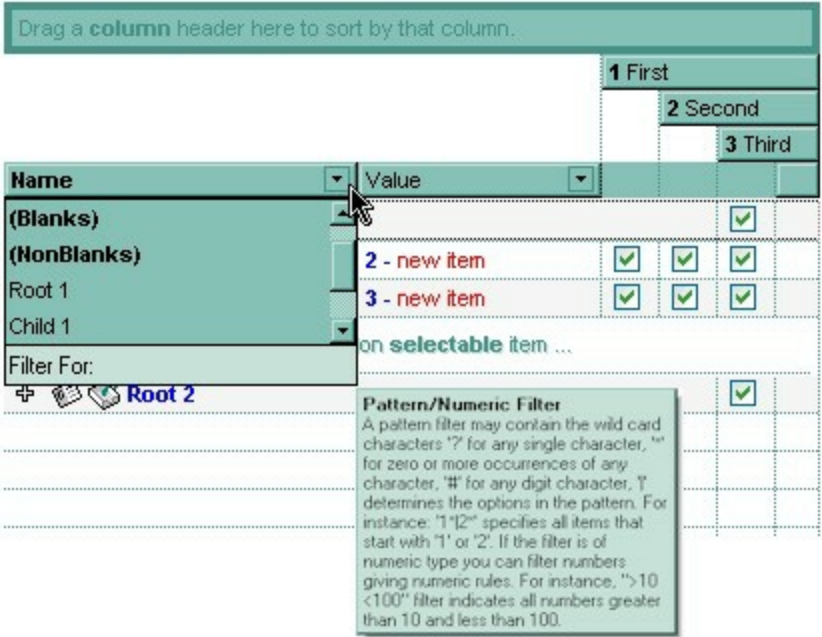 Drag a column header here to sort by that column.
1 First
2 Second
3 Third
Name
Value
(Blanks)
(NonBlanks)
2 - new item
Root 1
3 - new item
Child 1
on selectable item ...
Filter For:
Root 2
Pattern/Numeric Filter
A pattern filter may contain the wild card
characters '?' for any single character, '*'
for zero or more occurrences of any
character, '#' for any digit character, '|'
determines the options in the pattern. For
instance: '1*|2*' specifies all items that
start with '1' or '2'. If the filter is of
numeric type you can filter numbers
giving numeric rules. For instance, ">10
<100" filter indicates all numbers greater
than 10 and less than 100.